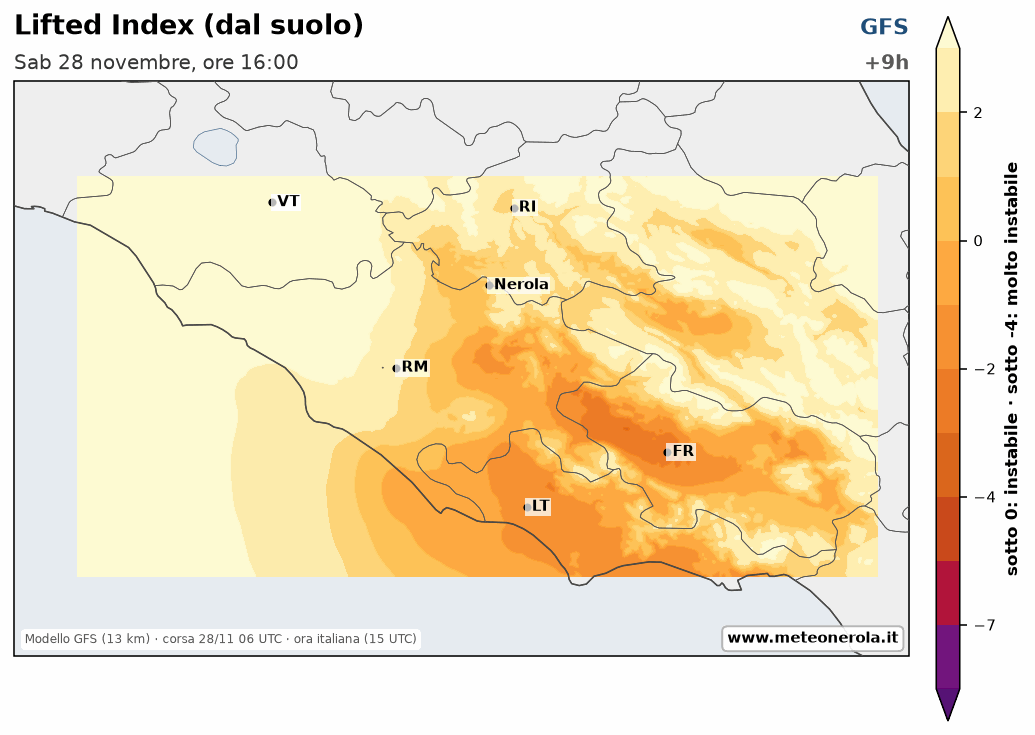 Lifted Index (dal suolo)
GFS
Sab 28 novembre, ore 16:00
+9h
VT
RI
Nerola
RM
FR
LT
2
0
−2
−4
−7
sotto 0: instabile · sotto -4: molto instabile
Modello GFS (13 km) · corsa 28/11 06 UTC · ora italiana (15 UTC)
www.meteonerola.it